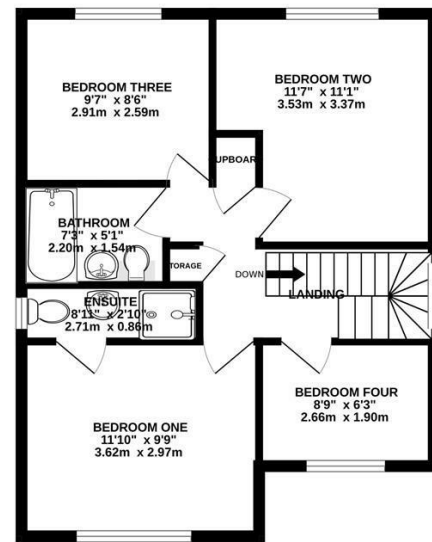 BEDROOM THREE
9'7" x 8'6"
2.91m x 2.59m
BEDROOM TWO
11'7" x 11'1"
3.53m x 3.37m
UPBOAR
BATHROOM
7'3" x 5'1"
2.20m x 1.54m
TORAGE
DOWN
LANDING
ENSUITE
8'11" x 2'10"
2.71m x 0.86m
BEDROOM ONE
11'10" x 9'9"
3.62m x 2.97m
BEDROOM FOUR
8'9" x 6'3"
2.66m x 1.90m